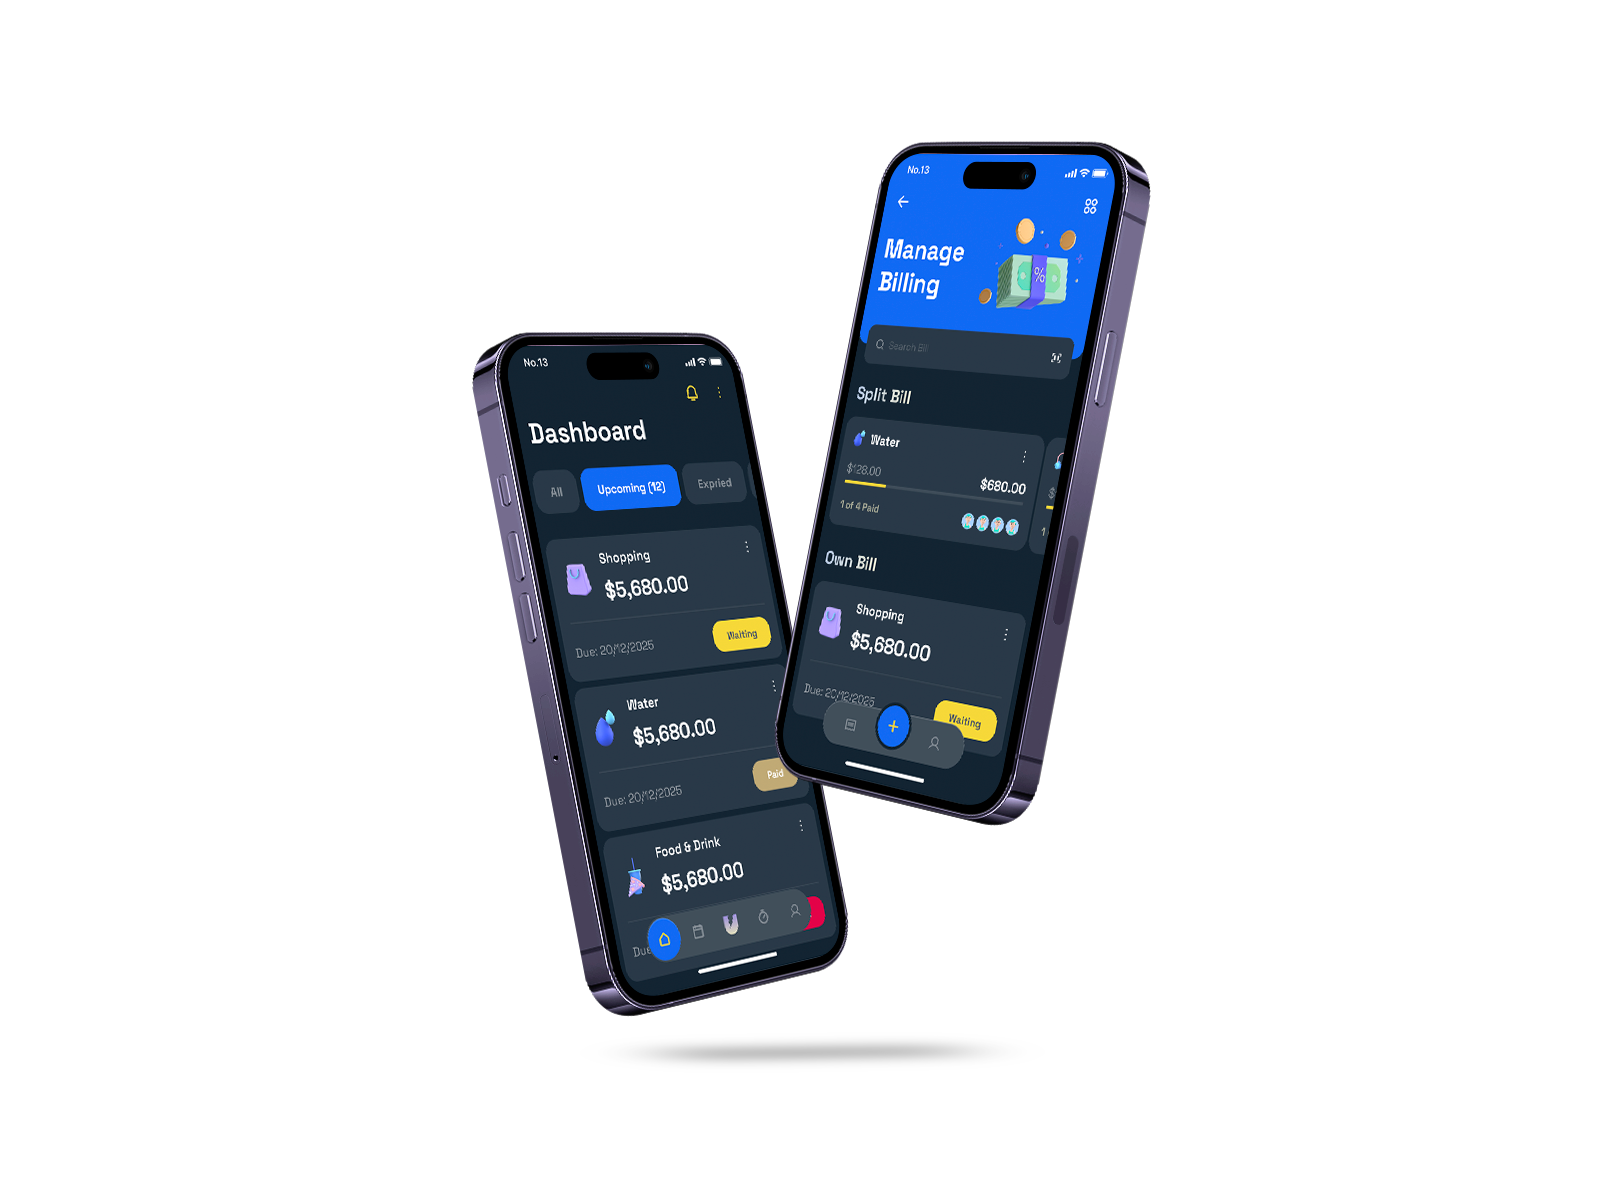 No.13
Dashboard
All
Upcoming (12)
Expried
Shopping
$5,680.00
Due: 20/12/2025
Waiting
Water
$5,680.00
Due: 20/12/2025
Paid
Food & Drink
$5,680.00
Due
No.13
Manage
Billing
%
Search Bill
Split Bill
Water
$128.00
$680.00
1 of 4 Paid
$
1
Own Bill
Shopping
$5,680.00
Due: 20/12/2025
Waiting